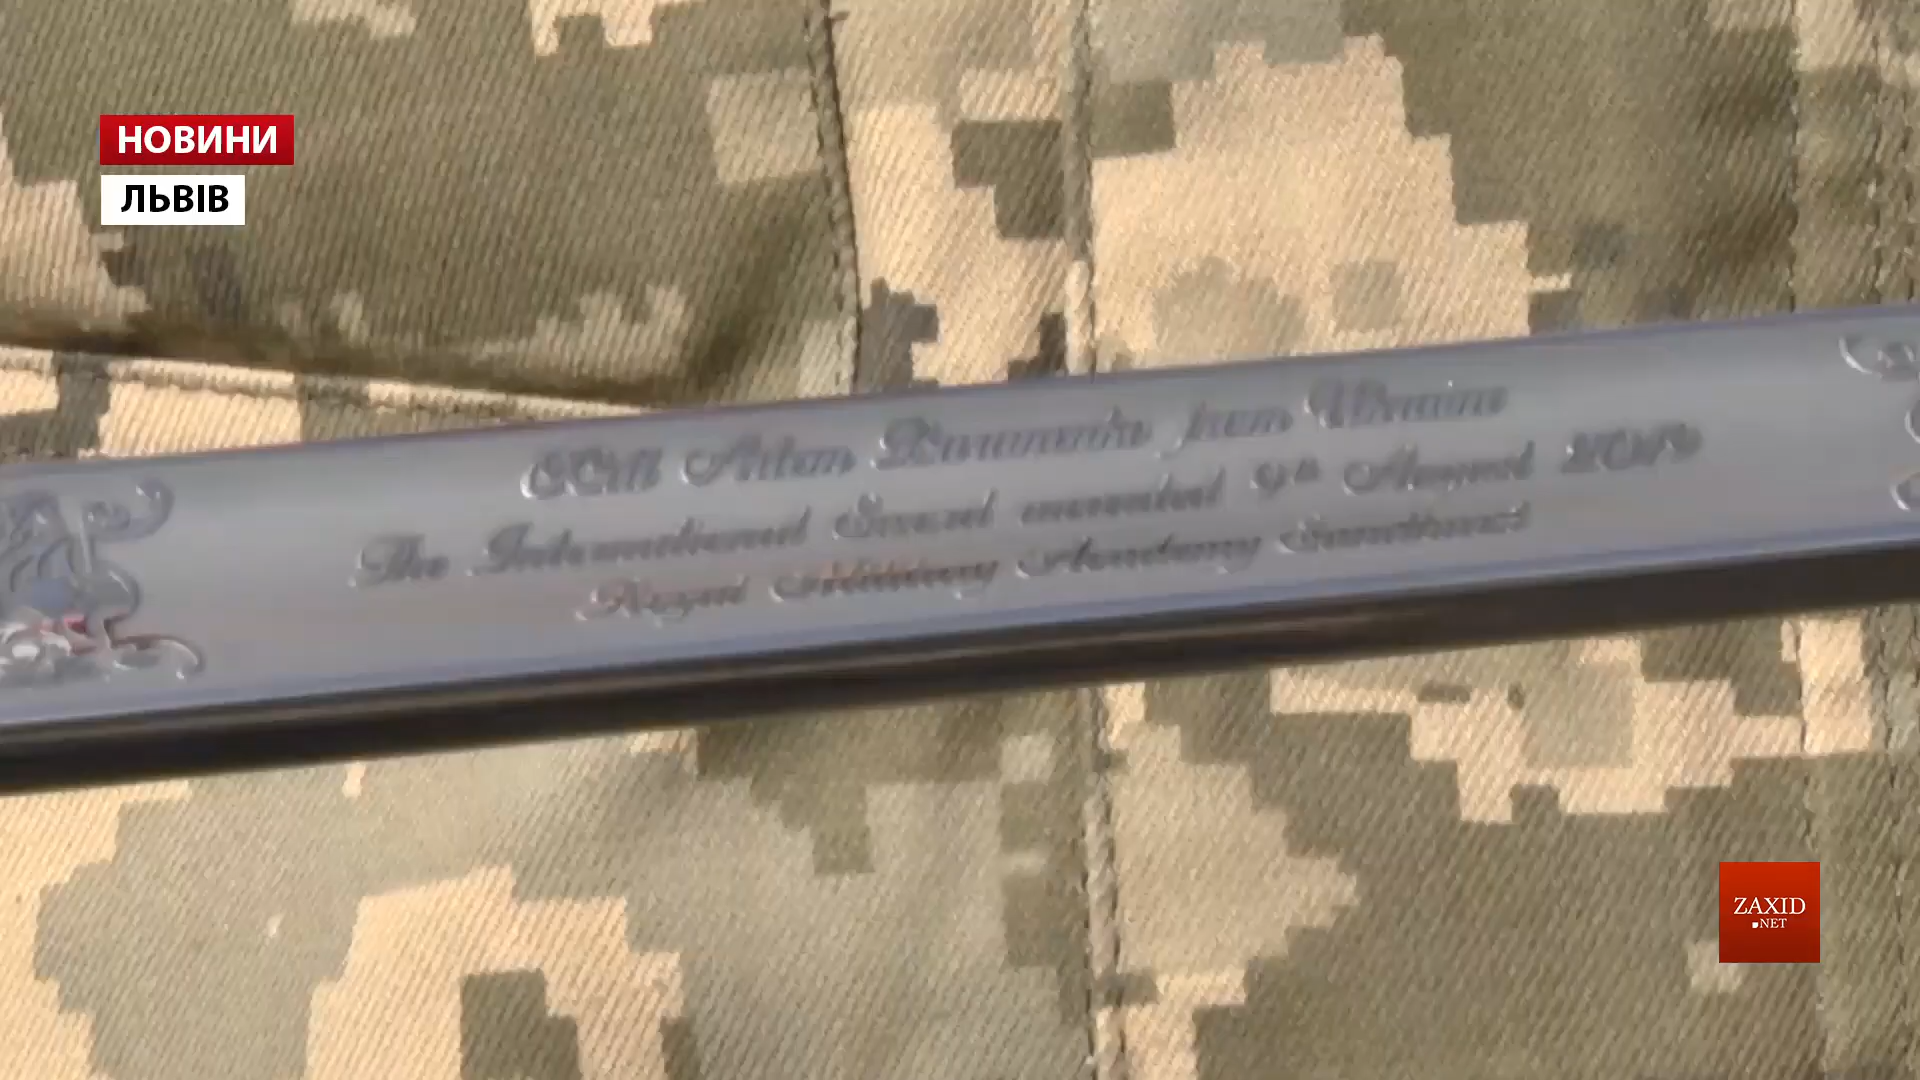 НОВИНИ
ЛЬВІВ
from Ukraine
The International Sword awarded 9th August 2019
Royal Military Academy Sandhurst
ZAXID
.NET